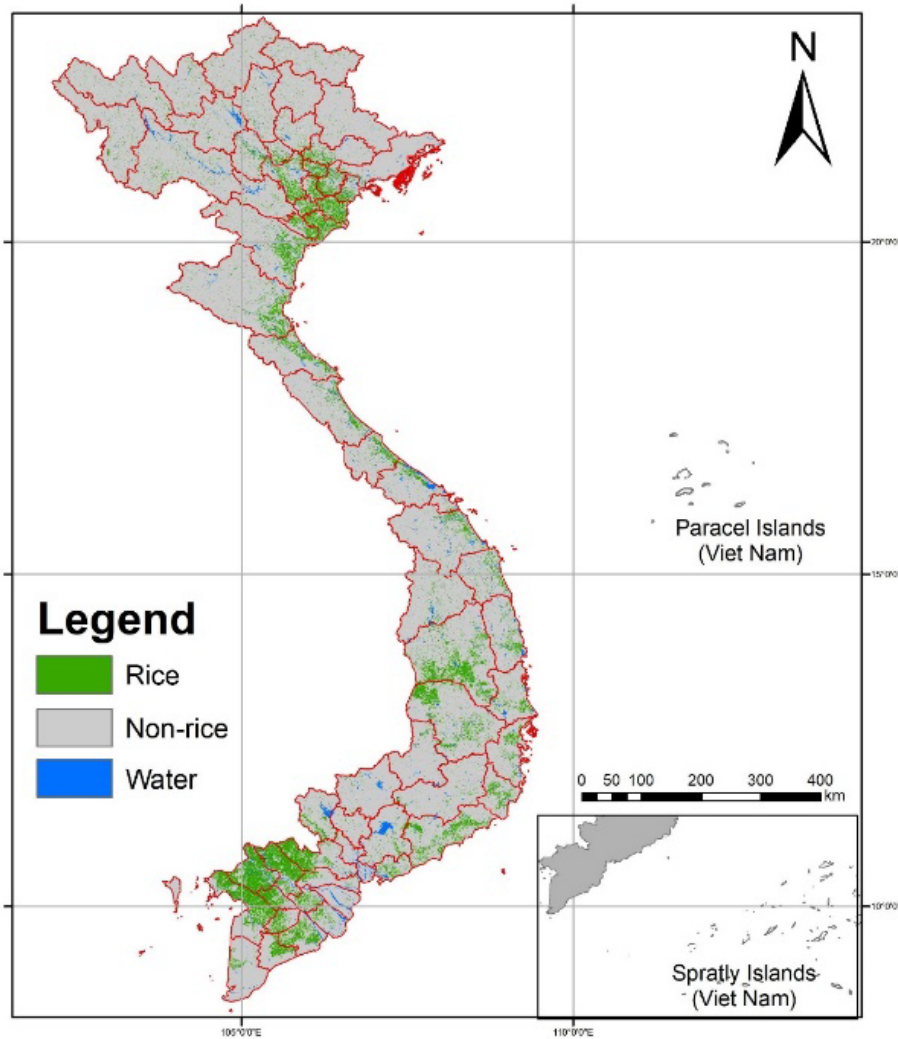 N
20°0'0"
Paracel Islands
(Viet Nam)
15°0'0"
Legend
Rice
Non-rice
Water
0 50 100 200 300 400
km
10°0'0"
Spratly Islands
(Viet Nam)
105°0'0"E
110°0'0"E